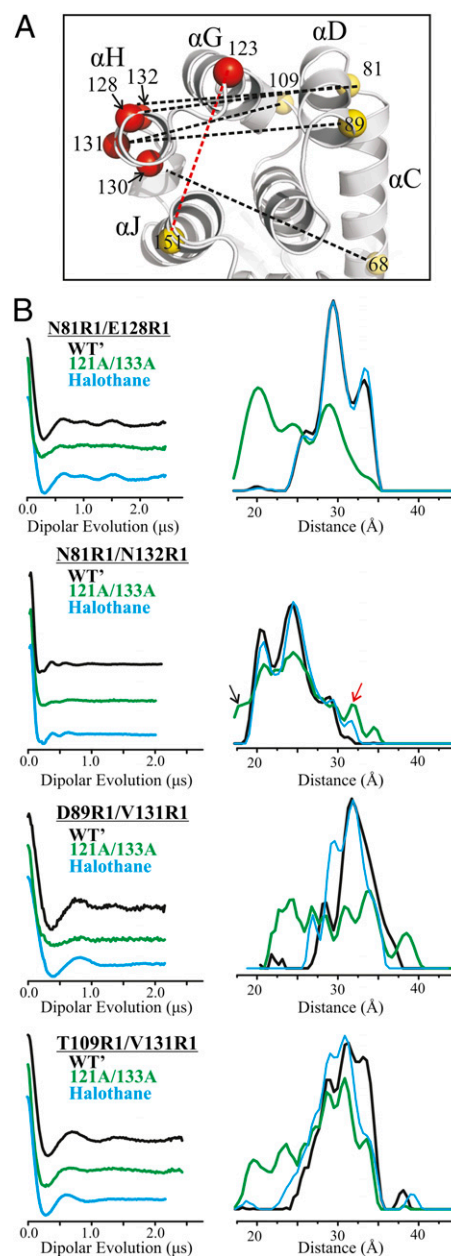 A
αH
αG
αD
123
132
128
109
81
89
131
130
αC
αJ
151
68
B
N81R1/E128R1
WT'
121A/133A
Halothane
0.0 1.0 2.0
Dipolar Evolution (μs)
20 30 40
Distance (Å)
N81R1/N132R1
WT'
121A/133A
Halothane
0.0 1.0 2.0
Dipolar Evolution (μs)
20 30 40
Distance (Å)
D89R1/V131R1
WT'
121A/133A
Halothane
0.0 1.0 2.0
Dipolar Evolution (μs)
20 30 40
Distance (Å)
T109R1/V131R1
WT'
121A/133A
Halothane
0.0 1.0 2.0
Dipolar Evolution (μs)
20 30 40
Distance (Å)